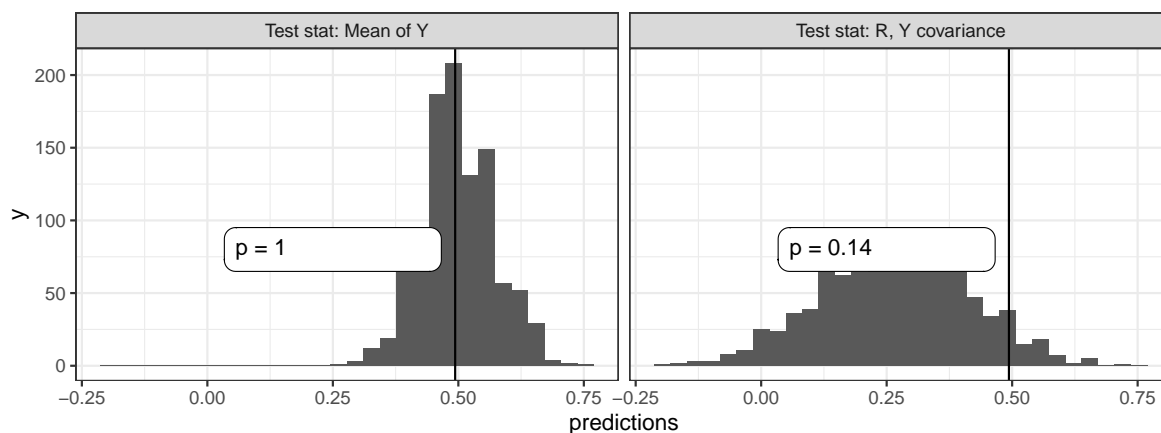 Test stat: Mean of Y
Test stat: R, Y covariance
200
150
100
50
0
y
p = 1
p = 0.14
−0.25 0.00 0.25 0.50 0.75
−0.25 0.00 0.25 0.50 0.75
predictions